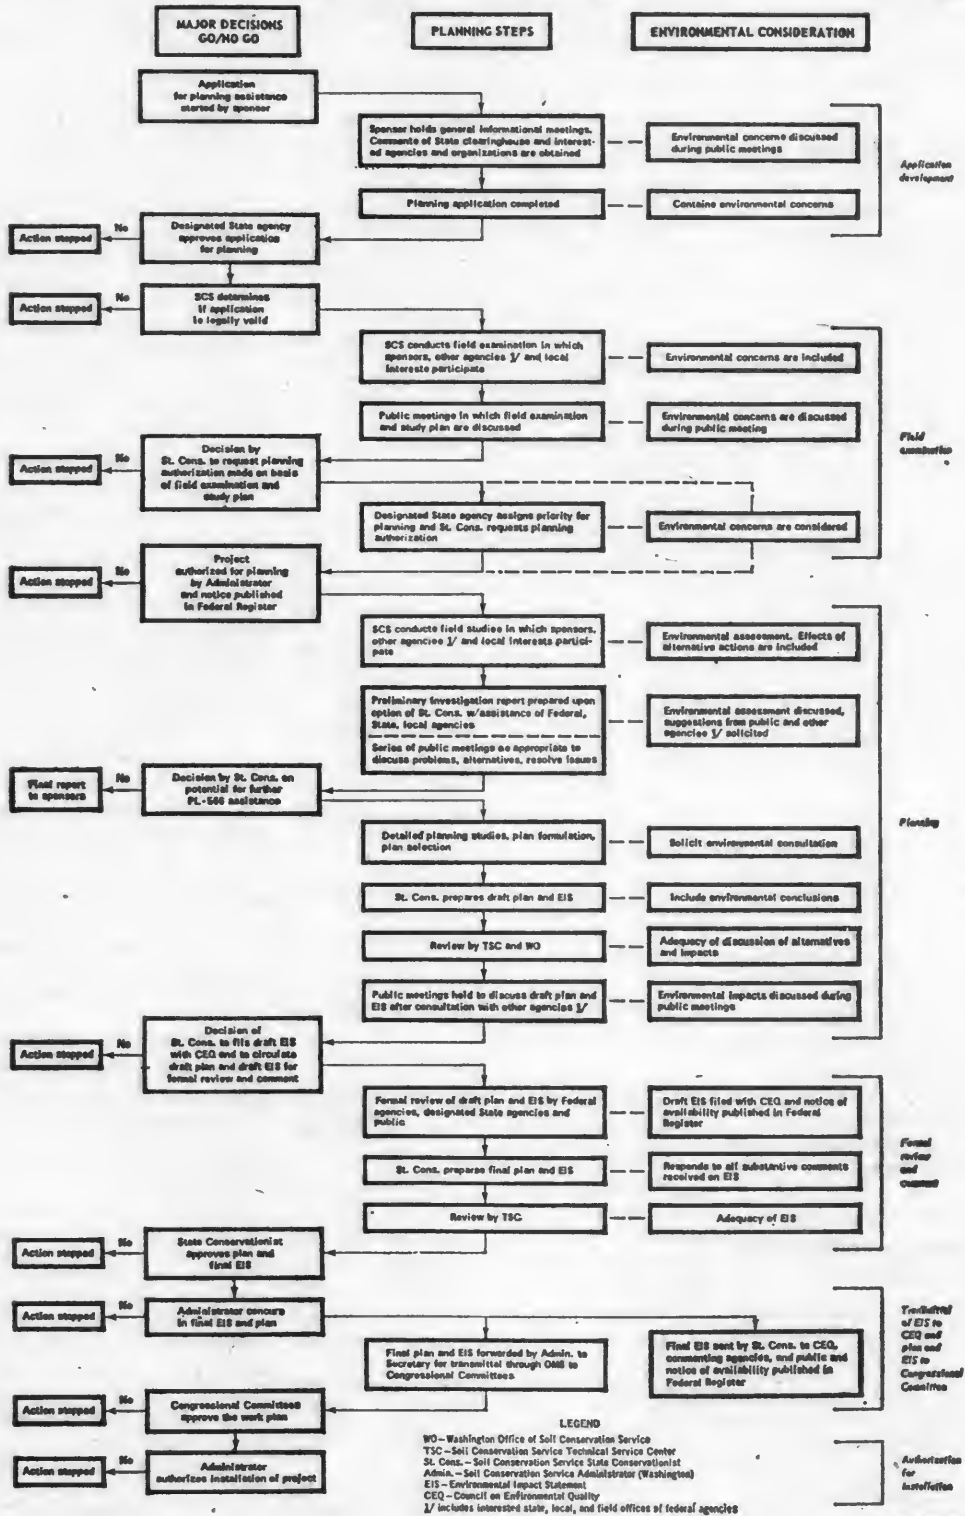 MAJOR DECISIONS
GO/NO GO
PLANNING STEPS
ENVIRONMENTAL CONSIDERATION
Application
for planning assistance
started by sponsor
Sponsor holds general informational meetings.
Comments of State clearinghouse and interest-
ed agencies and organizations are obtained
Environmental concerns discussed
during public meetings
Application
development
Planning application completed
Contains environmental concerns
Action stopped
No
Designated State agency
approves application
for planning
Action stopped
No
SCS determines
if application
is legally valid
SCS conducts field examination in which
sponsors, other agencies 1/ and local
interests participate
Environmental concerns are included
Public meetings in which field examination
and study plan are discussed
Environmental concerns are discussed
during public meeting
Field
examination
Action stopped
No
Decision by
St. Cons. to request planning
authorization made on basis
of field examination and
study plan
Designated State agency assigns priority for
planning and St. Cons. requests planning
authorization
Environmental concerns are considered
Action stopped
No
Project
authorized for planning
by Administrator
and notice published
in Federal Register
SCS conducts field studies in which sponsors,
other agencies 1/ and local interests partici-
pate
Environmental assessment. Effects of
alternative actions are included
Preliminary investigation report prepared upon
option of St. Cons. w/assistance of Federal,
State, local agencies
Series of public meetings as appropriate to
discuss problems, alternatives, resolve issues
Environmental assessment discussed,
suggestions from public and other
agencies 1/ solicited
Final report
to sponsors
No
Decision by St. Cons. on
potential for further
PL-566 assistance
Planning
Detailed planning studies, plan formulation,
plan selection
Solicit environmental consultation
St. Cons. prepares draft plan and EIS
Include environmental conclusions
Review by TSC and WO
Adequacy of discussion of alternatives
and impacts
Public meetings held to discuss draft plan and
EIS after consultation with other agencies 1/
Environmental impacts discussed during
public meetings
Action stopped
No
Decision of
St. Cons. to file draft EIS
with CEQ and to circulate
draft plan and draft EIS for
formal review and comment
Formal review of draft plan and EIS by Federal
agencies, designated State agencies and
public
Draft EIS filed with CEQ and notice of
availability published in Federal
Register
Formal
review
and
comment
St. Cons. prepares final plan and EIS
Responds to all substantive comments
received on EIS
Review by TSC
Adequacy of EIS
Action stopped
No
State Conservationist
approves plan and
final EIS
Action stopped
No
Administrator concurs
in final EIS and plan
Transmittal
of EIS to
CEQ and
plan and
EIS to
Congressional
Committee
Final plan and EIS forwarded by Admin. to
Secretary for transmittal through OMB to
Congressional Committees
Final EIS sent by St. Cons. to CEQ,
commenting agencies, and public and
notice of availability published in
Federal Register
Action stopped
No
Congressional Committees
approve the work plan
Action stopped
No
Administrator
authorizes installation of project
Authorization
for
installation
LEGEND
WO—Washington Office of Soil Conservation Service
TSC—Soil Conservation Service Technical Service Center
St. Cons.—Soil Conservation Service State Conservationist
Admin.—Soil Conservation Service Administrator (Washington)
EIS—Environmental Impact Statement
CEQ—Council on Environmental Quality
1/ includes interested state, local, and field offices of federal agencies